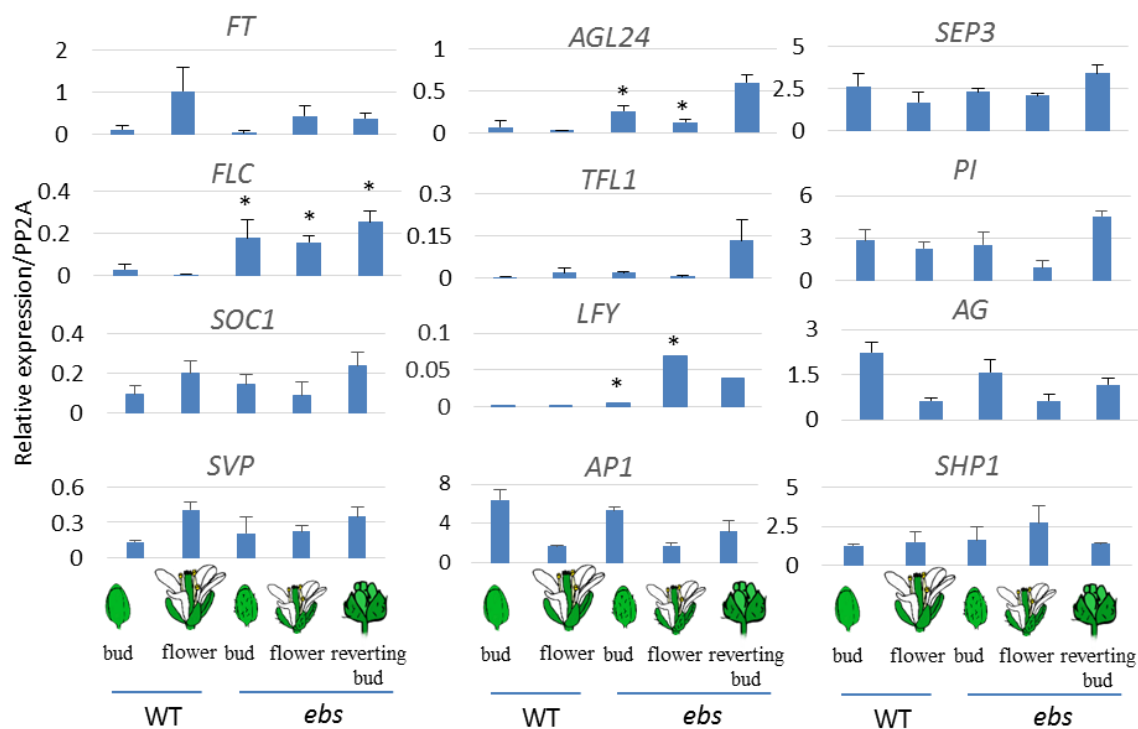 Relative expression/PP2A
FT
2
1
0
AGL24
1
0.5
0
* *
SEP3
5
2.5
0
FLC
0.4
0.2
0
* * *
TFL1
0.3
0.15
0
PI
6
3
0
SOC1
0.4
0.2
0
LFY
0.1
0.05
0
* *
AG
3
1.5
0
SVP
0.6
0.3
0
AP1
8
4
0
SHP1
5
2.5
0
bud flower bud flower reverting
bud
WT ebs
bud flower bud flower reverting
bud
WT ebs
bud flower bud flower reverting
bud
WT ebs